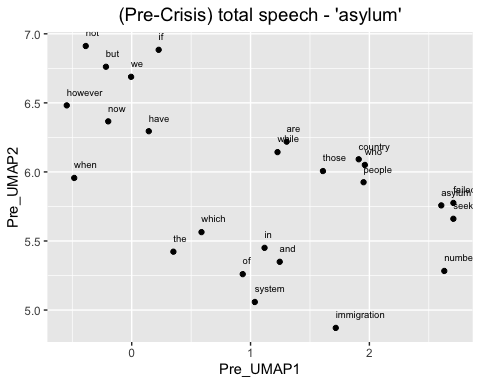 (Pre-Crisis) total speech - 'asylum'
7.0
not
if
but
we
6.5
however
now
have
are
while
country
who
those
6.0
people
when
failed
asylum
seek
which
the
5.5
in
and
of
numbe
system
5.0
immigration
0
1
2
Pre_UMAP1
Pre_UMAP2